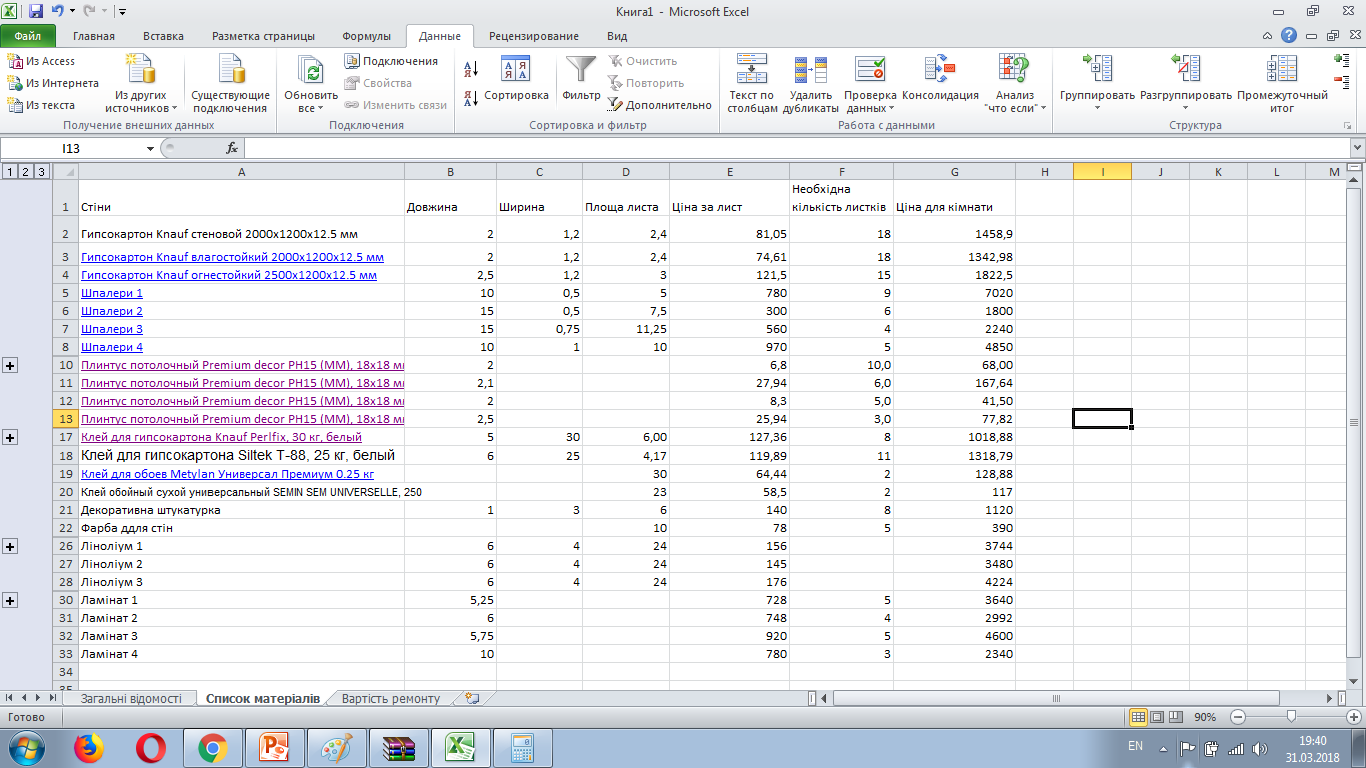 Книга1 - Microsoft Excel
Файл Главная Вставка Разметка страницы Формулы Данные Рецензирование Вид
Из Access
Из Интернета
Из текста
Из других источников
Существующие подключения
Получение внешних данных
Обновить все
Подключения
Свойства
Изменить связи
Подключения
Сортировка
Фильтр
Очистить
Повторить
Дополнительно
Сортировка и фильтр
Текст по столбцам
Удалить дубликаты
Проверка данных
Консолидация
Анализ "что если"
Работа с данными
Группировать
Разгруппировать
Промежуточный итог
Структура
I13 fx
1 2 3 A B C D E F G H I J K L M
1 Стіни Довжина Ширина Площа листа Ціна за лист Необхідна кількість листків Ціна для кімнати
2 Гипсокартон Knauf стеновой 2000x1200x12.5 мм 2 1,2 2,4 81,05 18 1458,9
3 Гипсокартон Knauf влагостойкий 2000x1200x12.5 мм 2 1,2 2,4 74,61 18 1342,98
4 Гипсокартон Knauf огнестойкий 2500x1200x12.5 мм 2,5 1,2 3 121,5 15 1822,5
5 Шпалери 1 10 0,5 5 780 9 7020
6 Шпалери 2 15 0,5 7,5 300 6 1800
7 Шпалери 3 15 0,75 11,25 560 4 2240
8 Шпалери 4 10 1 10 970 5 4850
10 Плинтус потолочный Premium decor PH15 (ММ), 18x18 м 2 6,8 10,0 68,00
11 Плинтус потолочный Premium decor PH15 (ММ), 18x18 м 2,1 27,94 6,0 167,64
12 Плинтус потолочный Premium decor PH15 (ММ), 18x18 м 2 8,3 5,0 41,50
13 Плинтус потолочный Premium decor PH15 (ММ), 18x18 м 2,5 25,94 3,0 77,82
17 Клей для гипсокартона Knauf Perlfix, 30 кг, белый 5 30 6,00 127,36 8 1018,88
18 Клей для гипсокартона Siltek Т-88, 25 кг, белый 6 25 4,17 119,89 11 1318,79
19 Клей для обоев Metylan Универсал Премиум 0.25 кг 30 64,44 2 128,88
20 Клей обойный сухой универсальный SEMIN SEM UNIVERSELLE, 250 23 58,5 2 117
21 Декоративна штукатурка 1 3 6 140 8 1120
22 Фарба ддля стін 10 78 5 390
26 Ліноліум 1 6 4 24 156 3744
27 Ліноліум 2 6 4 24 145 3480
28 Ліноліум 3 6 4 24 176 4224
30 Ламінат 1 5,25 728 5 3640
31 Ламінат 2 6 748 4 2992
32 Ламінат 3 5,75 920 5 4600
33 Ламінат 4 10 780 3 2340
34
Загальні відомості Список матеріалів Вартість ремонту
Готово 90%
EN 19:40
31.03.2018